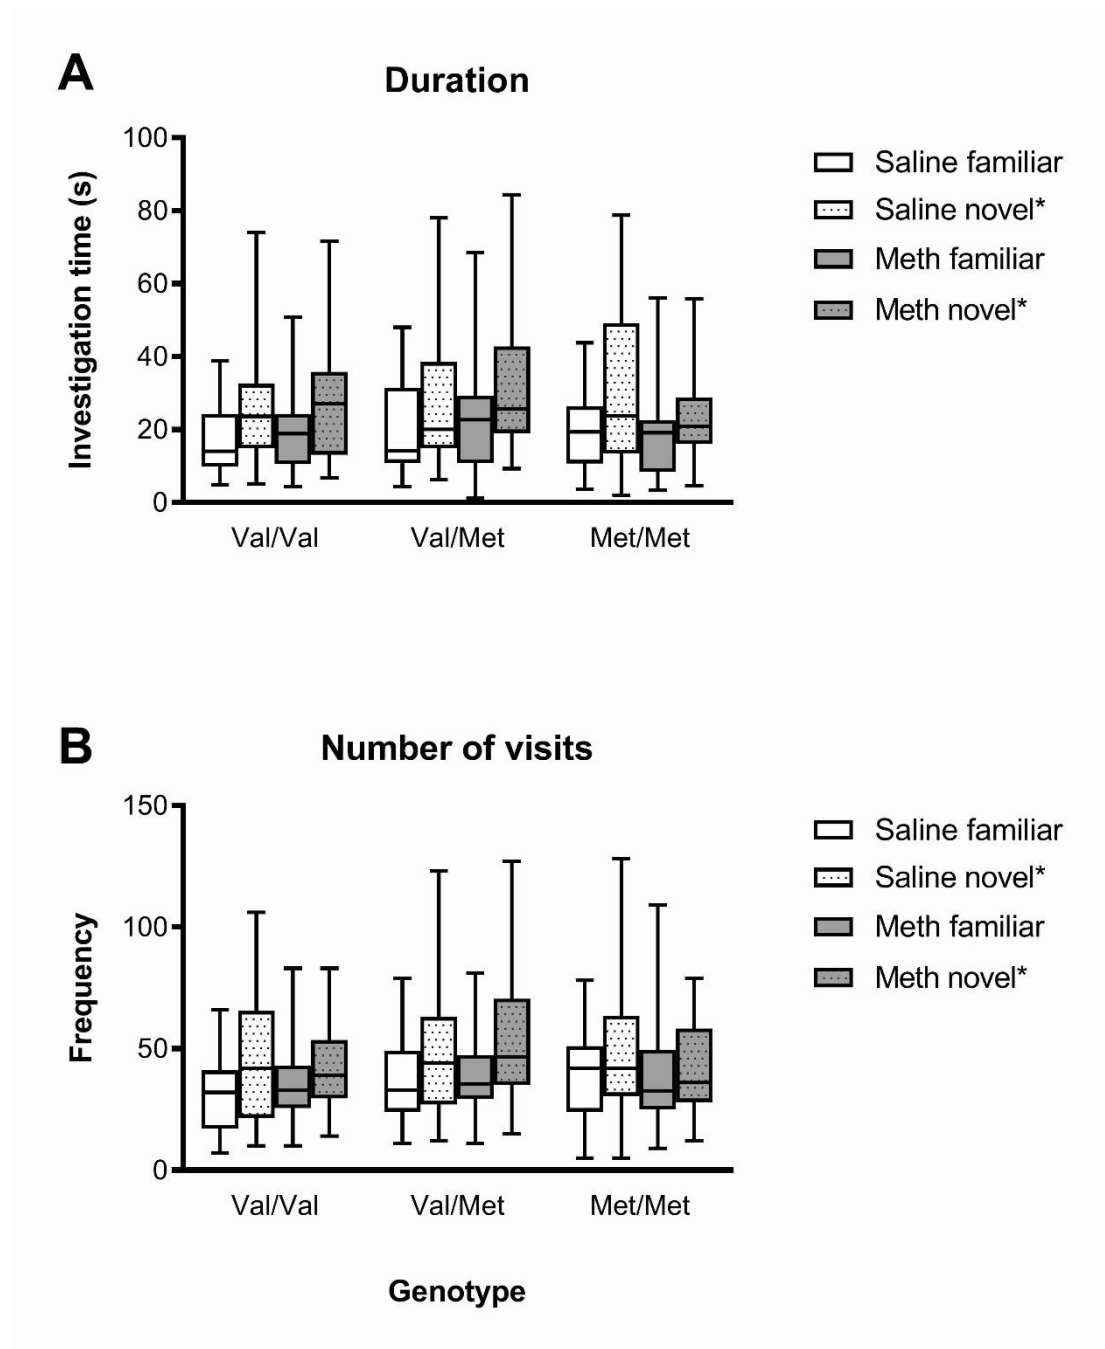 A
Duration
Investigation time (s)
100
80
60
40
20
0
Val/Val
Val/Met
Met/Met
Saline familiar
Saline novel*
Meth familiar
Meth novel*
B
Number of visits
Frequency
150
100
50
0
Val/Val
Val/Met
Met/Met
Saline familiar
Saline novel*
Meth familiar
Meth novel*
Genotype